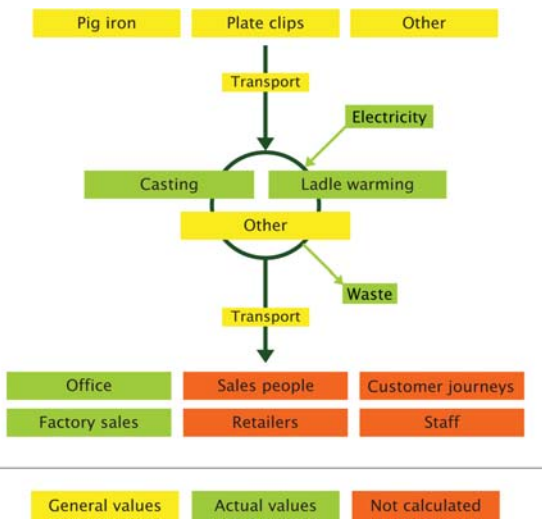 Pig iron
Plate clips
Other
Transport
Electricity
Casting
Ladle warming
Other
Waste
Transport
Office
Sales people
Customer journeys
Factory sales
Retailers
Staff
General values
Actual values
Not calculated